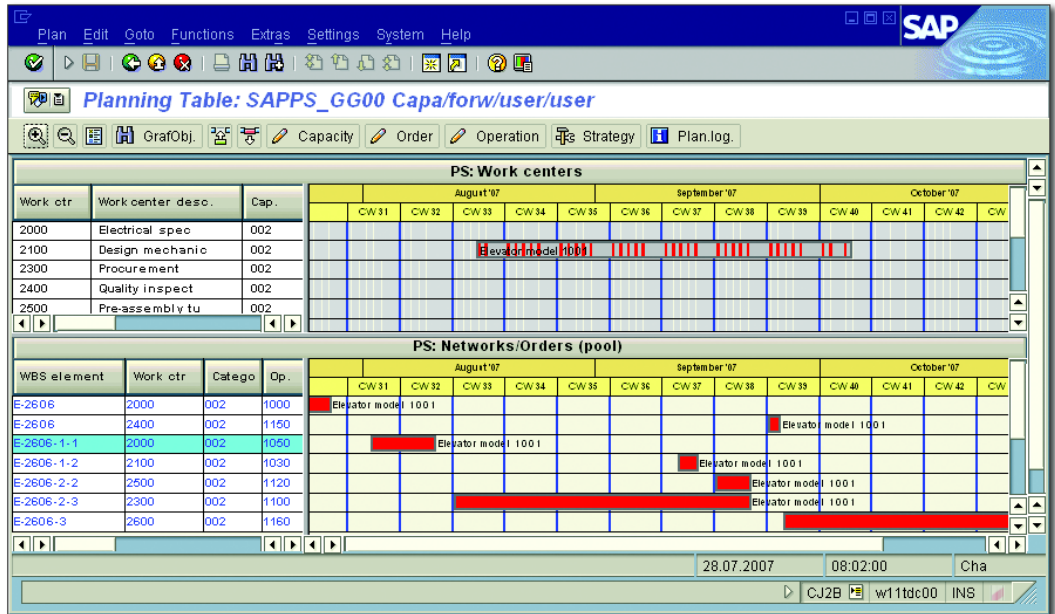 Plan Edit Goto Functions Extras Settings System Help
SAP
Planning Table: SAPPS_GG00 Capa/forw/user/user
GrafObj. Capacity Order Operation Strategy Plan.log.
PS: Work centers
Work ctr Work center desc. Cap. August '07 September '07 October '07
CW 31 CW 32 CW 33 CW 34 CW 35 CW 36 CW 37 CW 38 CW 39 CW 40 CW 41 CW 42 CW
2000 Electrical spec 002
2100 Design mechanic 002 Elevator model 1001
2300 Procurement 002
2400 Quality inspect 002
2500 Pre-assembly tu 002
PS: Networks/Orders (pool)
WBS element Work ctr Catego Op. August '07 September '07 October '07
CW 31 CW 32 CW 33 CW 34 CW 35 CW 36 CW 37 CW 38 CW 39 CW 40 CW 41 CW 42 CW
E-2606 2000 002 1000 Elevator model 1001
E-2606 2400 002 1150 Elevator model 1001
E-2606-1-1 2000 002 1050 Elevator model 1001
E-2606-1-2 2100 002 1030 Elevator model 1001
E-2606-2-2 2500 002 1120 Elevator model 1001
E-2606-2-3 2300 002 1100 Elevator model 1001
E-2606-3 2600 002 1160
28.07.2007 08:02:00 Cha
CJ2B w11tdc00 INS